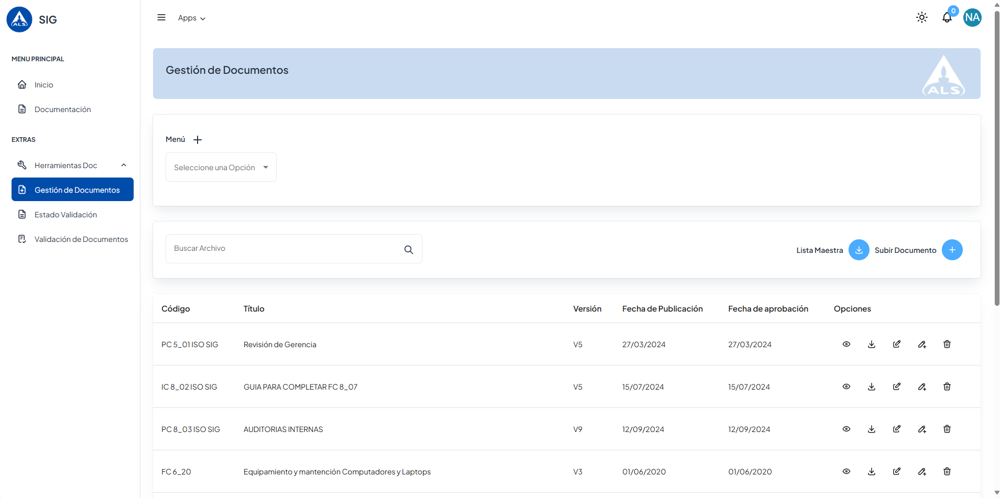 ALS
SIG
Apps
0
NA
MENU PRINCIPAL
Inicio
Documentación
EXTRAS
Herramientas Doc
Gestión de Documentos
Estado Validación
Validación de Documentos
Gestión de Documentos
ALS
Menú
Seleccione una Opción
Buscar Archivo
Lista Maestra
Subir Documento
Código Título Versión Fecha de Publicación Fecha de aprobación Opciones
PC 5_01 ISO SIG Revisión de Gerencia V5 27/03/2024 27/03/2024
IC 8_02 ISO SIG GUIA PARA COMPLETAR FC 8_07 V5 15/07/2024 15/07/2024
PC 8_03 ISO SIG AUDITORIAS INTERNAS V9 12/09/2024 12/09/2024
FC 6_20 Equipamiento y mantención Computadores y Laptops V3 01/06/2020 01/06/2020